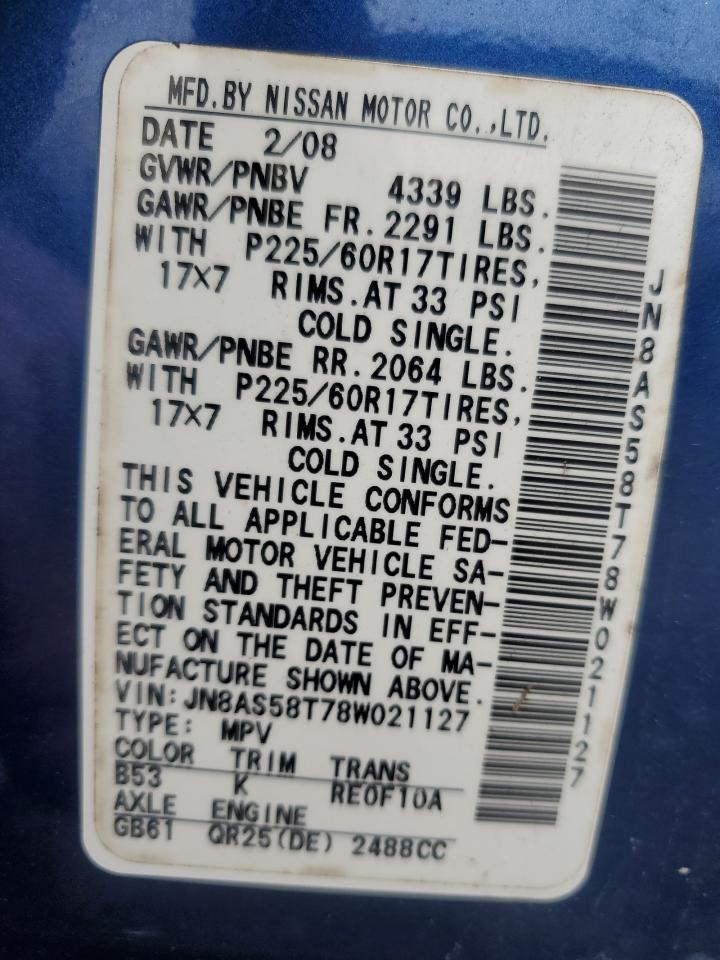 MFD.BY NISSAN MOTOR CO.,LTD.
DATE 2/08
GVWR/PNBV 4339 LBS.
GAWR/PNBE FR.2291 LBS.
WITH P225/60R17TIRES,
17X7 RIMS.AT 33 PSI
COLD SINGLE.
GAWR/PNBE RR.2064 LBS.
WITH P225/60R17TIRES,
17X7 RIMS.AT 33 PSI
COLD SINGLE.
THIS VEHICLE CONFORMS
TO ALL APPLICABLE FED-
ERAL MOTOR VEHICLE SA-
FETY AND THEFT PREVEN-
TION STANDARDS IN EFF-
ECT ON THE DATE OF MA-
NUFACTURE SHOWN ABOVE.
VIN:JN8AS58T78W021127
TYPE: MPV
COLOR TRIM TRANS
B53 K RE0F10A
AXLE ENGINE
GB61 QR25(DE) 2488CC
JN8AS58T78W021127